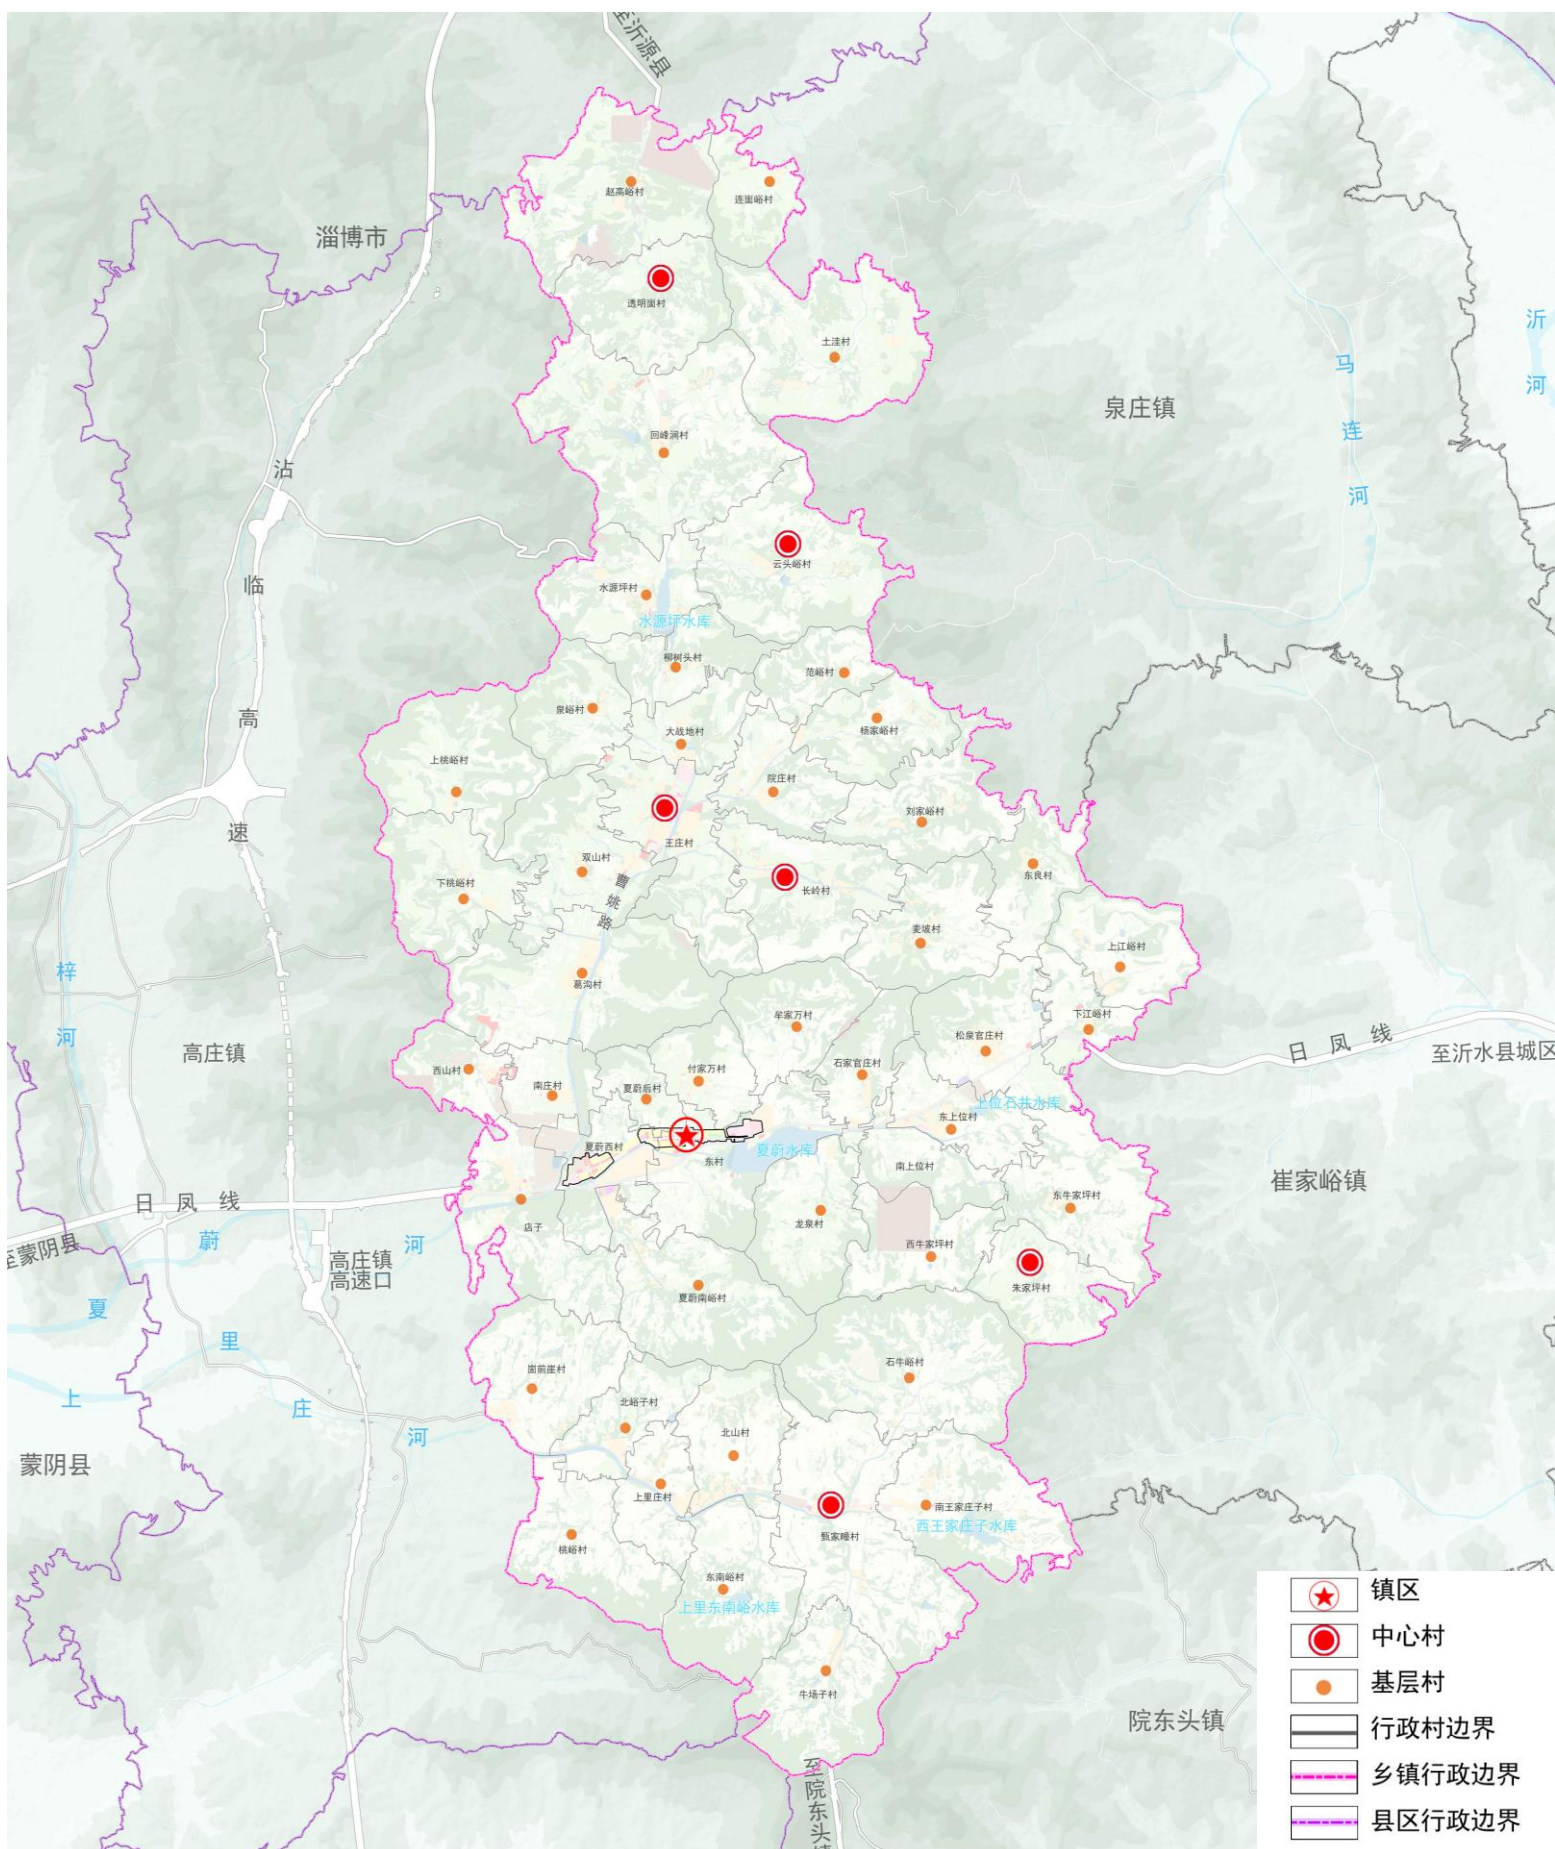 至沂源县
淄博市
赵高峪村
连崮峪村
透明崮村
土洼村
沂河
马连河
泉庄镇
回峰涧村
沾临高速
云头峪村
水源坪村
水源坪水库
柳树头村
范峪村
泉峪村
杨家峪村
大战地村
上桃峪村
院庄村
刘家峪村
王庄村
双山村
曹姚路
下桃峪村
长岭村
东良村
麦坡村
上江峪村
葛沟村
梓河
牟家万村
下江峪村
松泉官庄村
日凤线
至沂水县城区
高庄镇
西山村
付家万村
石家官庄村
南庄村
夏蔚后村
上位石井水库
东上位村
夏蔚西村
夏蔚水库
东村
南上位村
崔家峪镇
日凤线
东牛家坪村
龙泉村
店子
至蒙阴县
蔚河
高庄镇
高速口
西牛家坪村
朱家坪村
夏蔚南峪村
夏
里庄河
上
石牛峪村
崮前崖村
北峪子村
北山村
蒙阴县
上里庄村
南王家庄子村
西王家庄子水库
甄家疃村
桃峪村
东南峪村
上里东南峪水库
牛场子村
院东头镇
至院东头镇
镇区
中心村
基层村
行政村边界
乡镇行政边界
县区行政边界